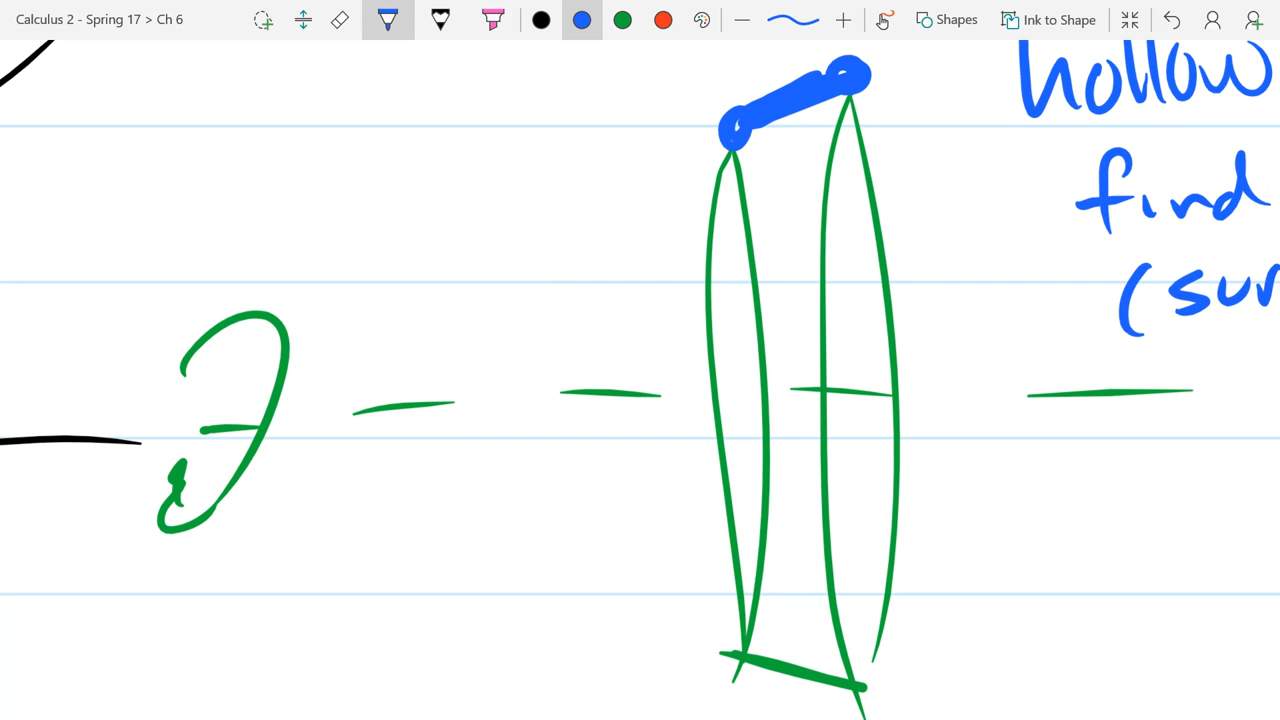 Calculus 2 - Spring 17 > Ch 6
Shapes
Ink to Shape
hollow
find
(sur